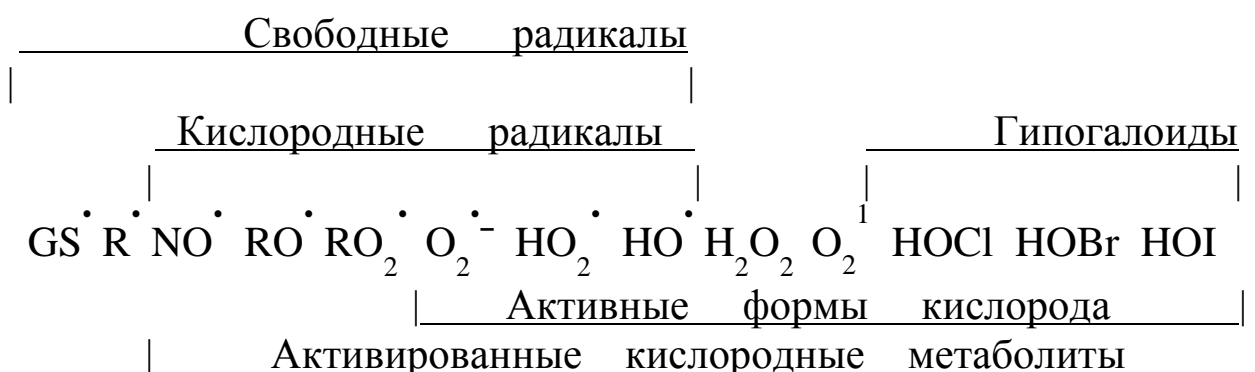 Свободные радикалы
Кислородные радикалы Гипогалоиды
GS˙ R˙ NO˙ RO˙ RO₂˙ O₂˙⁻ HO₂˙ HO˙ H₂O₂ O₂¹ HOCl HOBr HOI
Активные формы кислорода
Активированные кислородные метаболиты